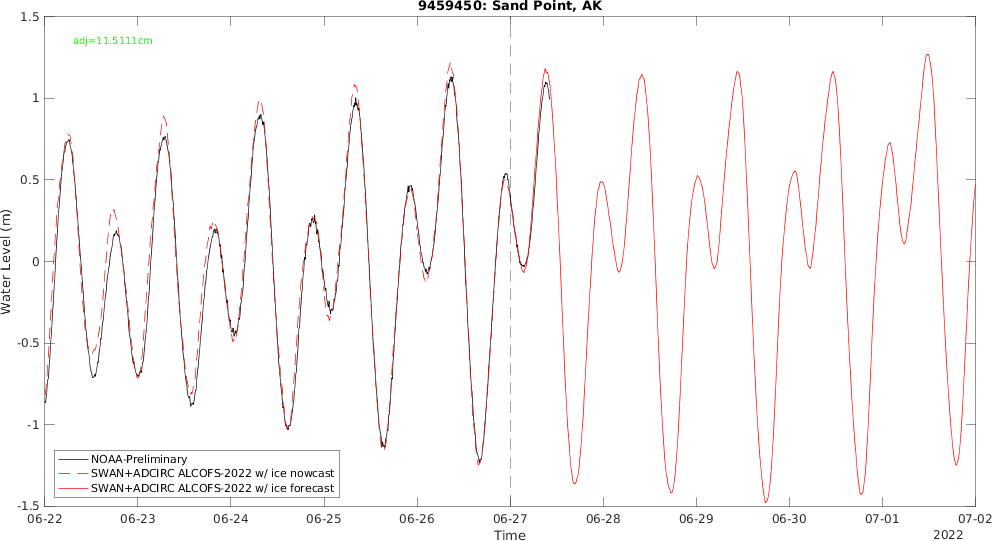 9459450: Sand Point, AK
adj=11.5111cm
Water Level (m)
1.5
1
0.5
0
-0.5
-1
-1.5
NOAA-Preliminary
SWAN+ADCIRC ALCOFS-2022 w/ ice nowcast
SWAN+ADCIRC ALCOFS-2022 w/ ice forecast
06-22 06-23 06-24 06-25 06-26 06-27 06-28 06-29 06-30 07-01 07-02
Time
2022